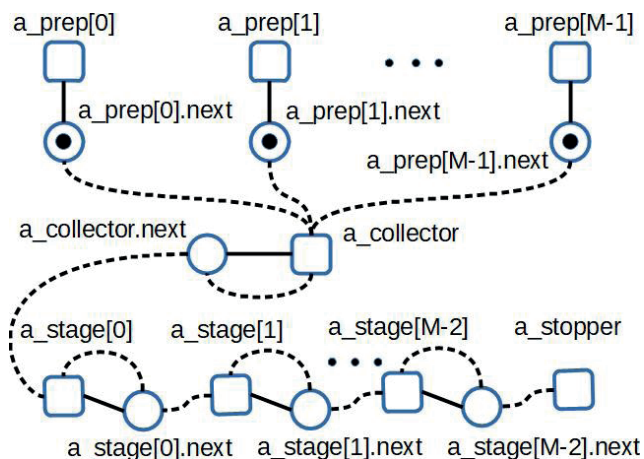 a_prep[0] a_prep[1] a_prep[M-1]
a_prep[0].next a_prep[1].next
a_prep[M-1].next
a_collector.next a_collector
a_stage[0] a_stage[1] a_stage[M-2] a_stopper
a_stage[0].next a_stage[1].next a_stage[M-2].next